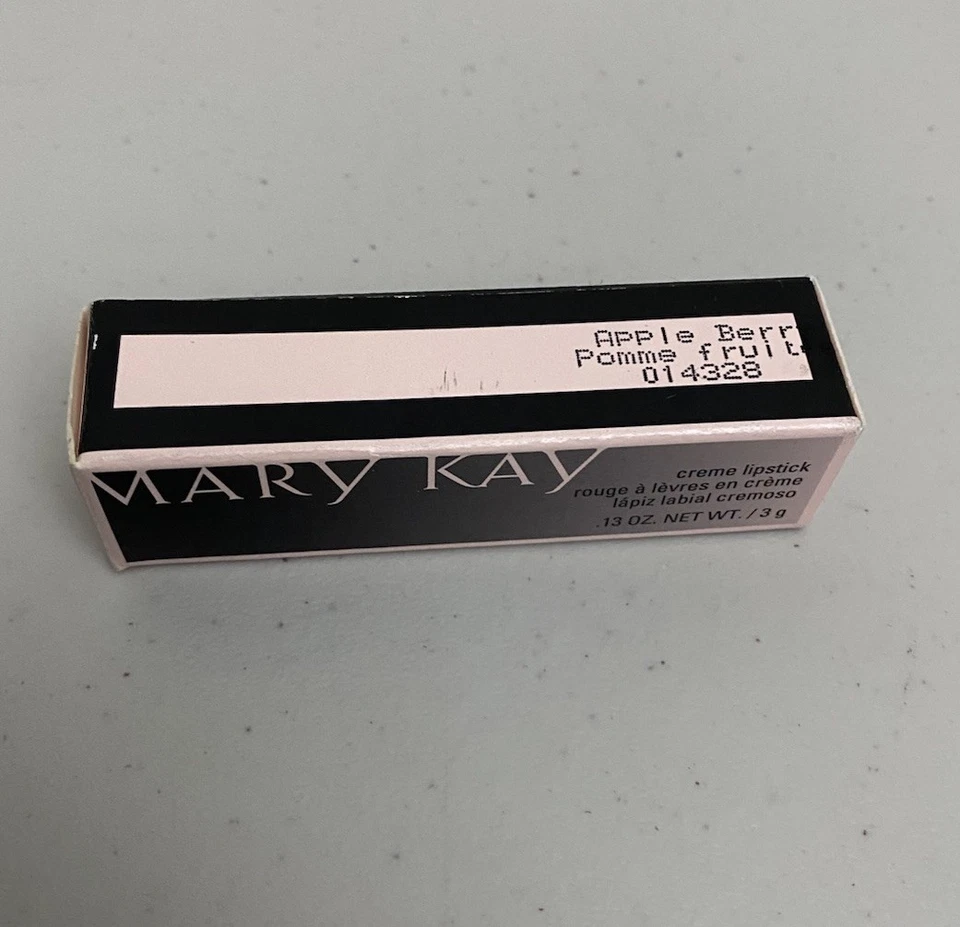 Apple Berr
Pomme fruit
014328
MARY KAY
creme lipstick
rouge à lèvres en crème
lápiz labial cremoso
.13 OZ. NET WT. / 3 g